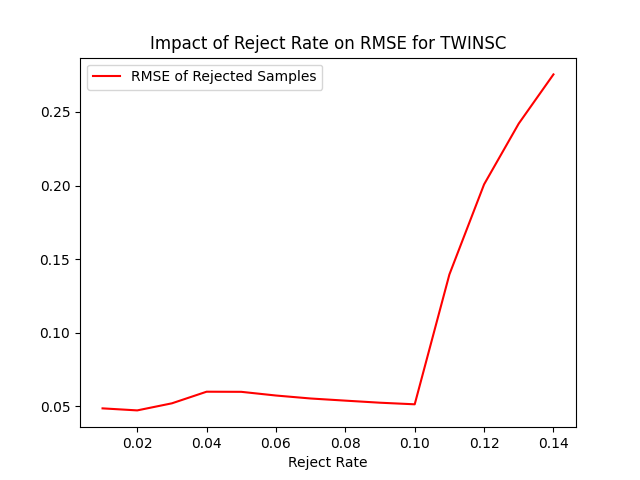 Impact of Reject Rate on RMSE for TWINSC
RMSE of Rejected Samples
0.25
0.20
0.15
0.10
0.05
0.02 0.04 0.06 0.08 0.10 0.12 0.14
Reject Rate